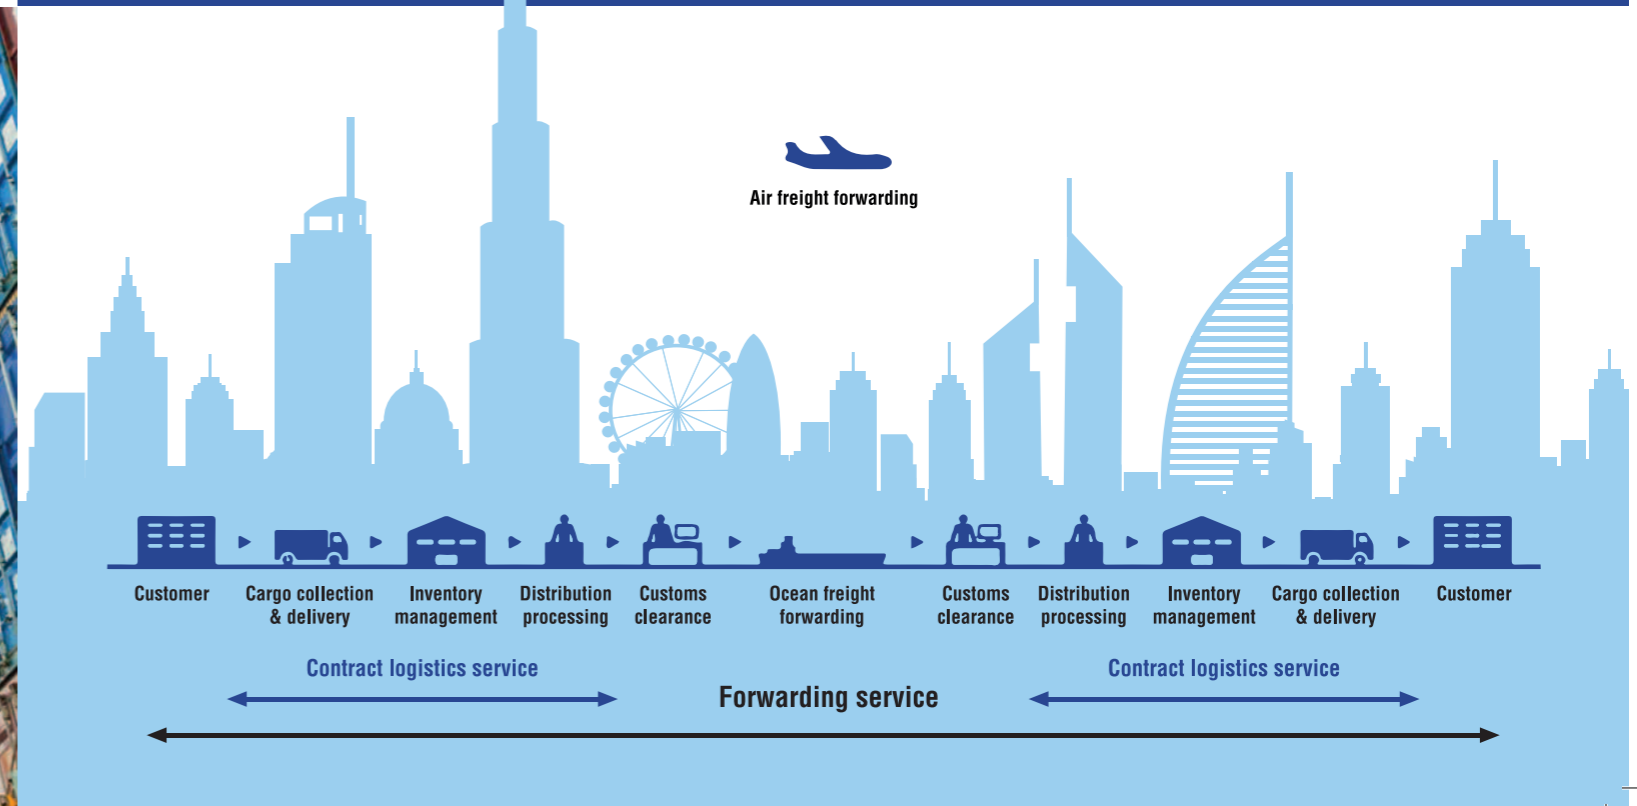 Air freight forwarding
Customer
Cargo collection
& delivery
Inventory
management
Distribution
processing
Customs
clearance
Ocean freight
forwarding
Customs
clearance
Distribution
processing
Inventory
management
Cargo collection
& delivery
Customer
Contract logistics service
Contract logistics service
Forwarding service